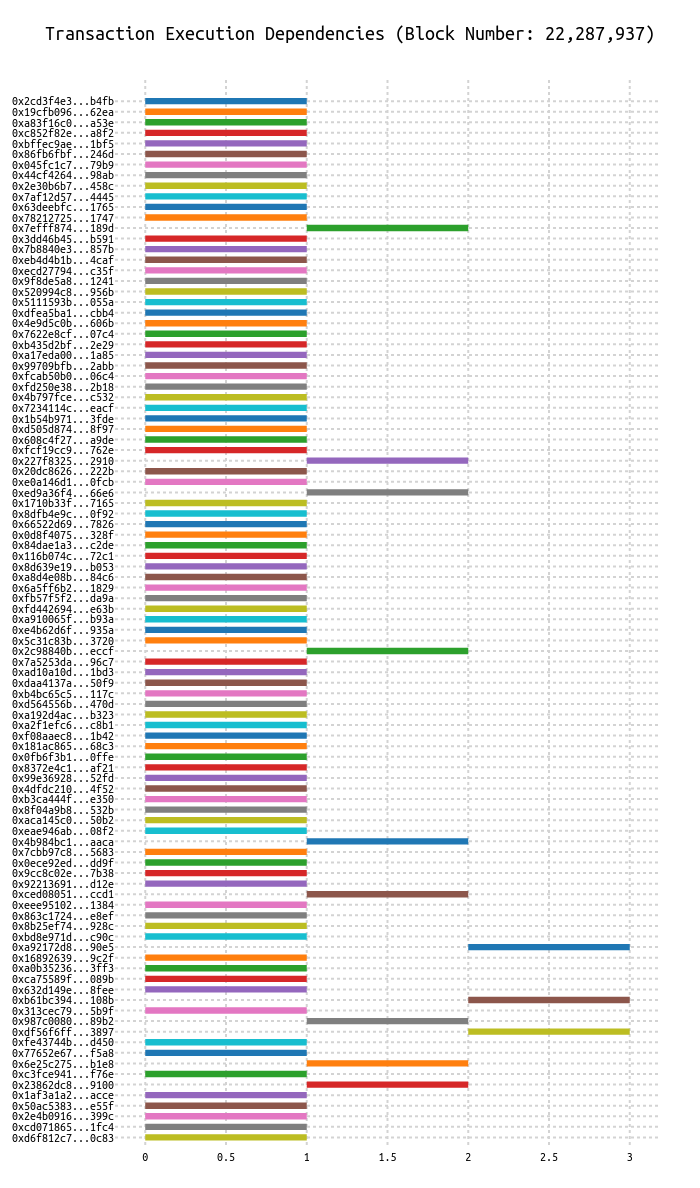 Transaction Execution Dependencies (Block Number: 22,287,937)
0x2cd3f4e3...b4fb
0x19cfb096...62ea
0xa83f16c0...a53e
0xc852f82e...a8f2
0xbffec9ae...1bf5
0x86fb6fbf...246d
0x045fc1c7...79b9
0x44cf4264...98ab
0x2e30b6b7...458c
0x7af12d57...4445
0x63deebfc...1765
0x78212725...1747
0x7efff874...189d
0x3dd46b45...b591
0x7b8840e3...857b
0xeb4d4b1b...4caf
0xecd27794...c35f
0x9f8de5a8...1241
0x520994c8...956b
0x5111593b...055a
0xdfea5ba1...cbb4
0x4e9d5c0b...606b
0x7622e8cf...07c4
0xb435d2bf...2e29
0xa17eda00...1a85
0x99709bfb...2abb
0xfcab50b0...06c4
0xfd250e38...2b18
0x4b797fce...c532
0x7234114c...eacf
0x1b54b971...3fde
0xd505d874...8f97
0x608c4f27...a9de
0xfcf19cc9...762e
0x227f8325...2910
0x20dc8626...222b
0xe0a146d1...0fcb
0xed9a36f4...66e6
0x1710b33f...7165
0x8dfb4e9c...0f92
0x66522d69...7826
0x0d8f4075...328f
0x84dae1a3...c2de
0x116b074c...72c1
0x8d639e19...b053
0xa8d4e08b...84c6
0x6a5ff6b2...1829
0xfb57f5f2...da9a
0xfd442694...e63b
0xa910065f...b93a
0xe4b62d6f...935a
0x5c31c83b...3720
0x2c98840b...eccf
0x7a5253da...96c7
0xad10a10d...1bd3
0xdaa4137a...50f9
0xb4bc65c5...117c
0xd564556b...470d
0xa192d4ac...b323
0xa2f1efc6...c8b1
0xf08aaec8...1b42
0x181ac865...68c3
0x0fb6f3b1...0ffe
0x8372e4c1...af21
0x99e36928...52fd
0x4dfdc210...4f52
0xb3ca444f...e350
0x8f04a9b8...532b
0xaca145c0...50b2
0xeae946ab...08f2
0x4b984bc1...aaca
0x7cbb97c8...5683
0x0ece92ed...dd9f
0x9cc8c02e...7b38
0x92213691...d12e
0xced08051...ccd1
0xeee95102...1384
0x863c1724...e8ef
0x8b25ef74...928c
0xbd8e971d...c90c
0xa92172d8...90e5
0x16892639...9c2f
0xa0b35236...3ff3
0xca75589f...089b
0x632d149e...8fee
0xb61bc394...108b
0x313cec79...5b9f
0x987c0080...89b2
0xdf56f6ff...3897
0xfe43744b...d450
0x77652e67...f5a8
0x6e25c275...b1e8
0xc3fce941...f76e
0x23862dc8...9100
0x1af3a1a2...acce
0x50ac5383...e55f
0x2e4b0916...399c
0xcd071865...1fc4
0xd6f812c7...0c83
0 0.5 1 1.5 2 2.5 3